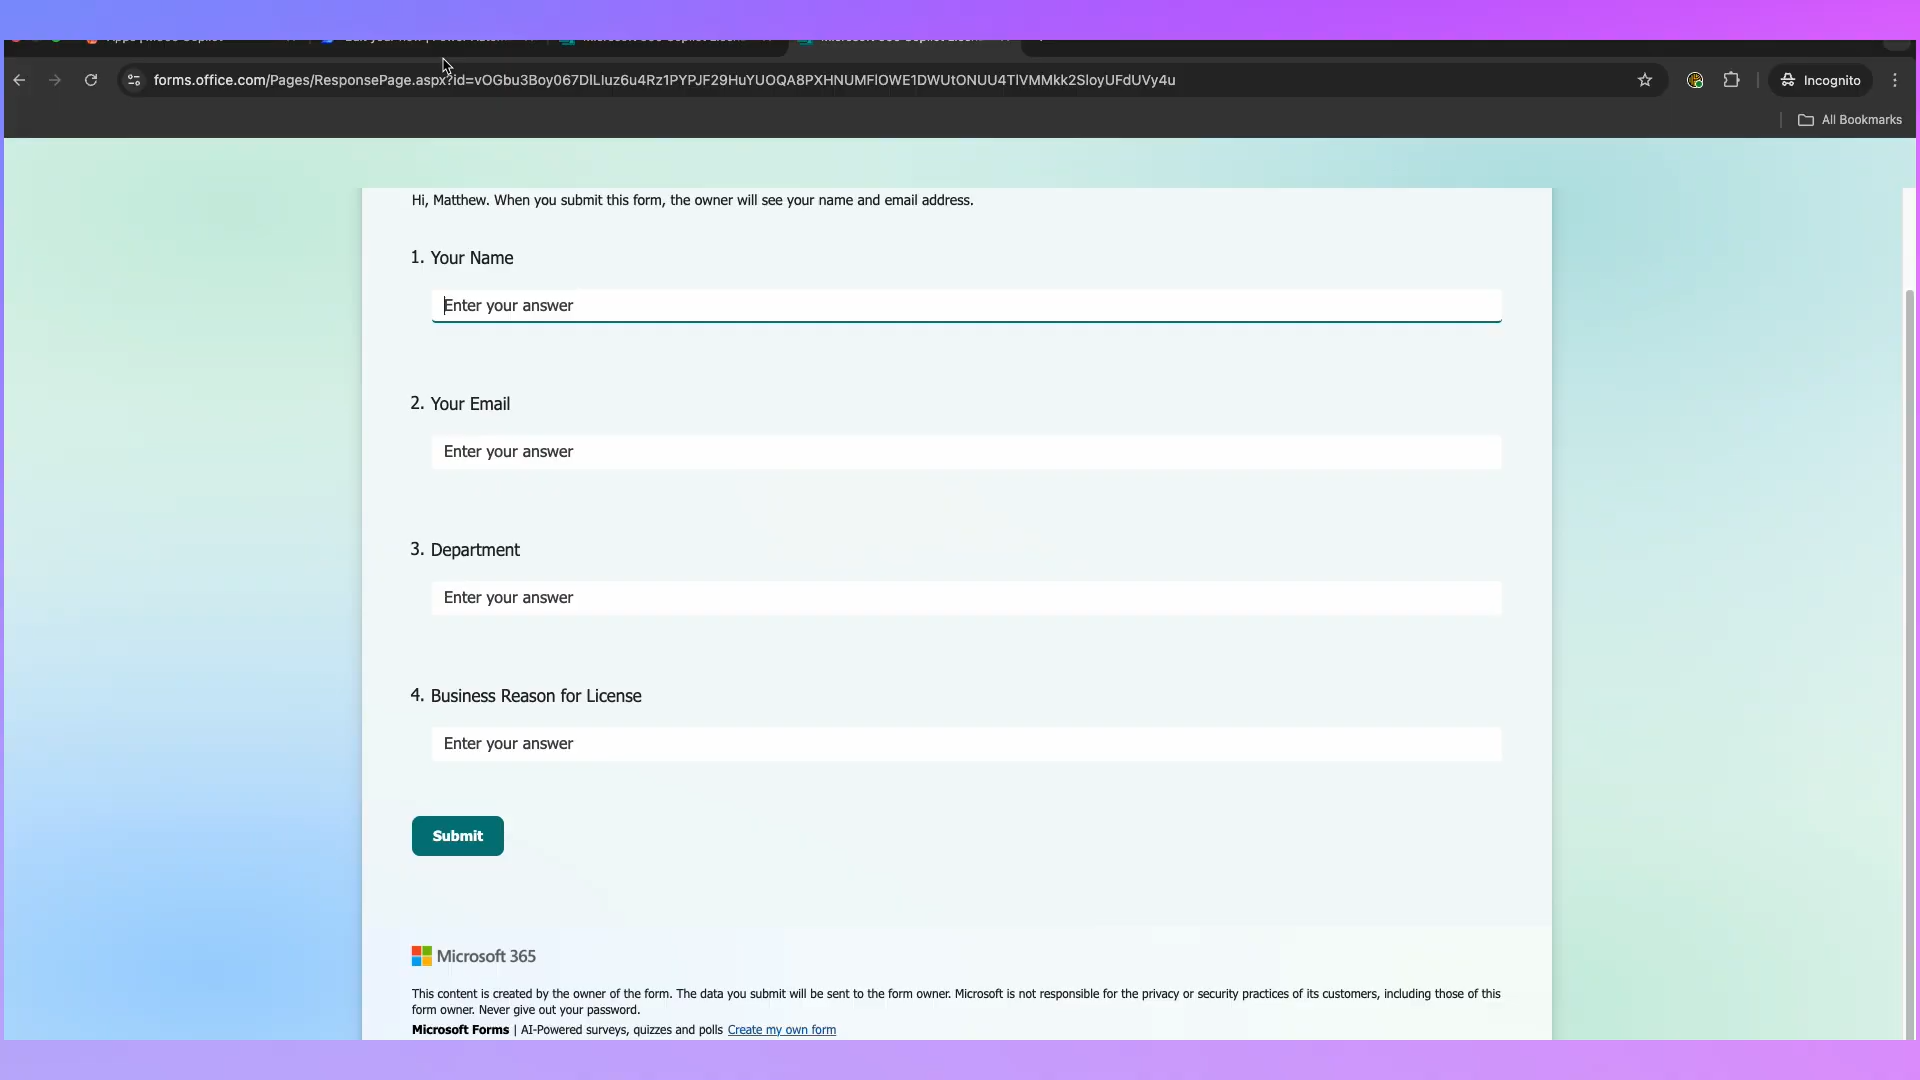 forms.office.com/Pages/ResponsePage.aspx?id=vOGbu3Boy067DlLIuz6u4Rz1PYPJF29HuYUOQA8PXHNUMFlOWE1DWUtONUU4TlVMMkk2SloyUFdUVy4u
Incognito
All Bookmarks
Hi, Matthew. When you submit this form, the owner will see your name and email address.
1. Your Name
Enter your answer
2. Your Email
Enter your answer
3. Department
Enter your answer
4. Business Reason for License
Enter your answer
Submit
Microsoft 365
This content is created by the owner of the form. The data you submit will be sent to the form owner. Microsoft is not responsible for the privacy or security practices of its customers, including those of this
form owner. Never give out your password.
Microsoft Forms | AI-Powered surveys, quizzes and polls Create my own form